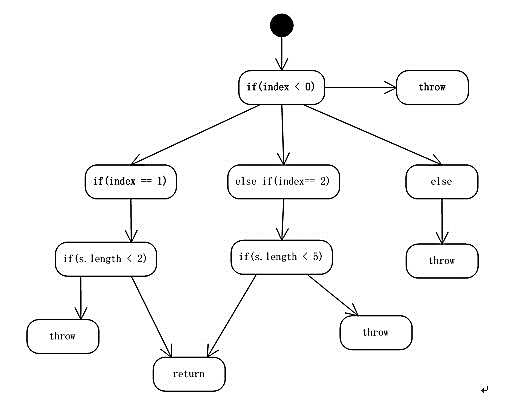 if(index < 0)
throw
if(index == 1)
else if(index== 2)
else
if(s.length < 2)
if(s.length < 5)
throw
throw
throw
return